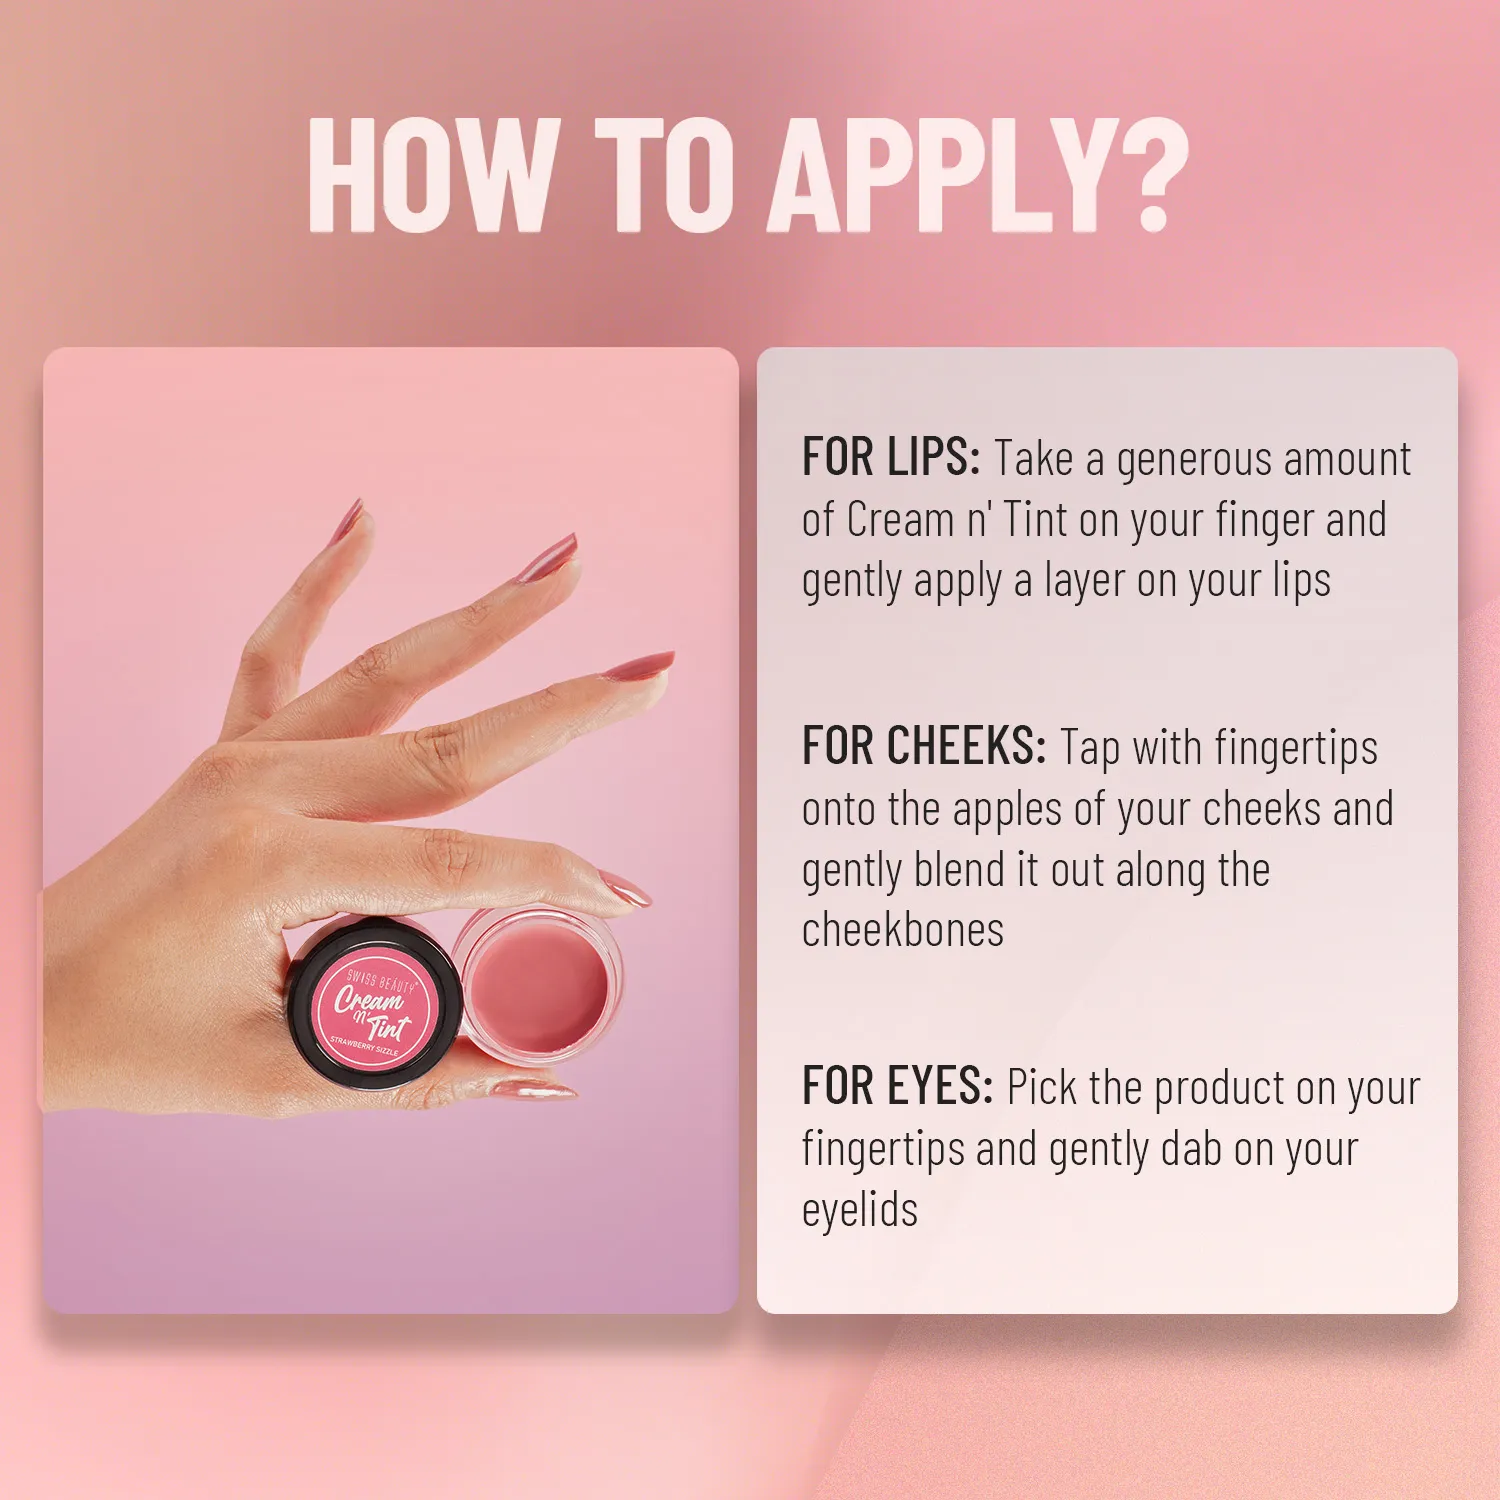 HOW TO APPLY?
SWISS BEAUTY
Cream
n'
Tint
STRAWBERRY SIZZLE
FOR LIPS: Take a generous amount
of Cream n' Tint on your finger and
gently apply a layer on your lips
FOR CHEEKS: Tap with fingertips
onto the apples of your cheeks and
gently blend it out along the
cheekbones
FOR EYES: Pick the product on your
fingertips and gently dab on your
eyelids